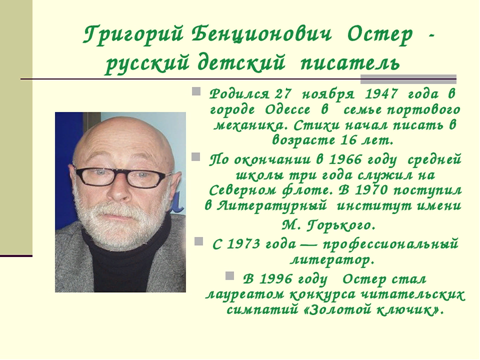 Григорий Бенционович Остер -
русский детский писатель
Родился 27 ноября 1947 года в
городе Одессе в семье портового
механика. Стихи начал писать в
возрасте 16 лет.
По окончании в 1966 году средней
школы три года служил на
Северном флоте. В 1970 поступил
в Литературный институт имени
М. Горького.
С 1973 года — профессиональный
литератор.
В 1996 году Остер стал
лауреатом конкурса читательских
симпатий «Золотой ключик».